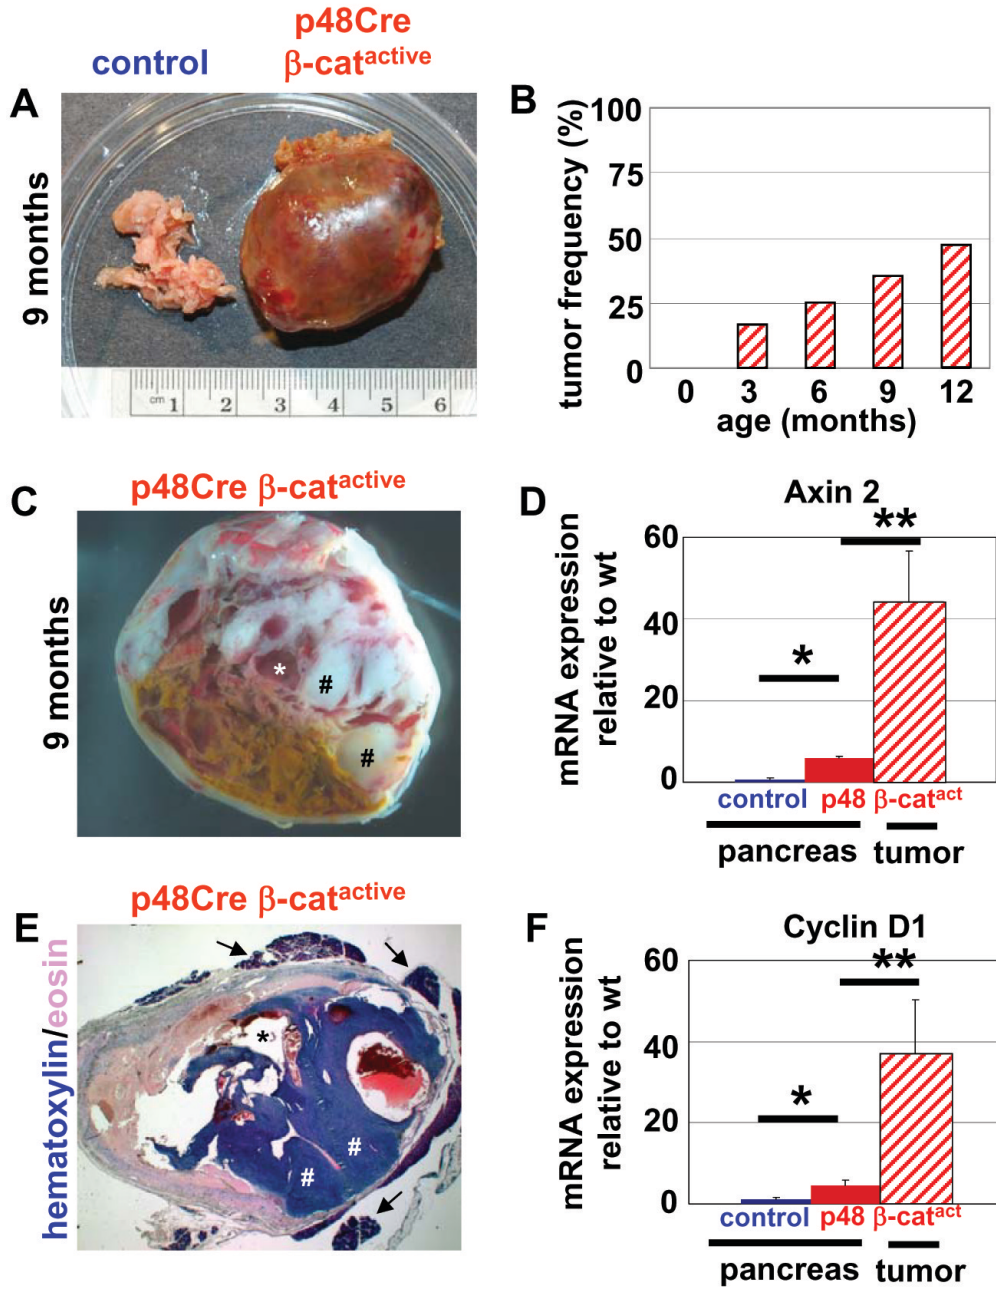 control
p48Cre
β-catactive
A
9 months
cm 1 2 3 4 5 6
B
tumor frequency (%)
100
75
50
25
0
0 3 6 9 12
age (months)
C
p48Cre β-catactive
9 months
*
#
#
D
Axin 2
mRNA expression
relative to wt
60
40
20
0
*
**
control p48 β-catact
pancreas tumor
E
p48Cre β-catactive
hematoxylin/eosin
*
#
#
F
Cyclin D1
mRNA expression
relative to wt
60
40
20
0
*
**
control p48 β-catact
pancreas tumor